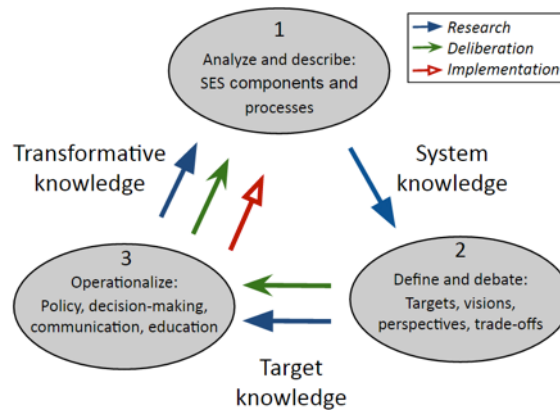 1
Analyze and describe:
SES components and
processes
Research
Deliberation
Implementation
Transformative
knowledge
System
knowledge
3
Operationalize:
Policy, decision-making,
communication, education
2
Define and debate:
Targets, visions,
perspectives, trade-offs
Target
knowledge